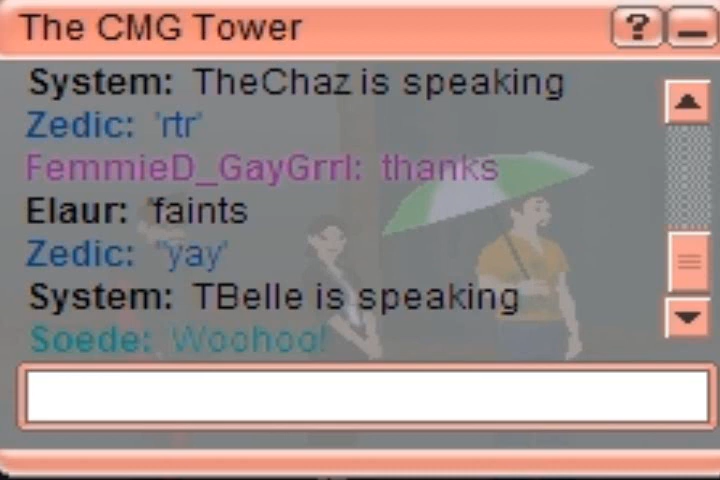 The CMG Tower
?
System: TheChaz is speaking
Zedic: 'rtr'
FemmieD_GayGrrl: thanks
Elaur: 'faints
Zedic: "yay'
System: TBelle is speaking
Soede: Woohoo!